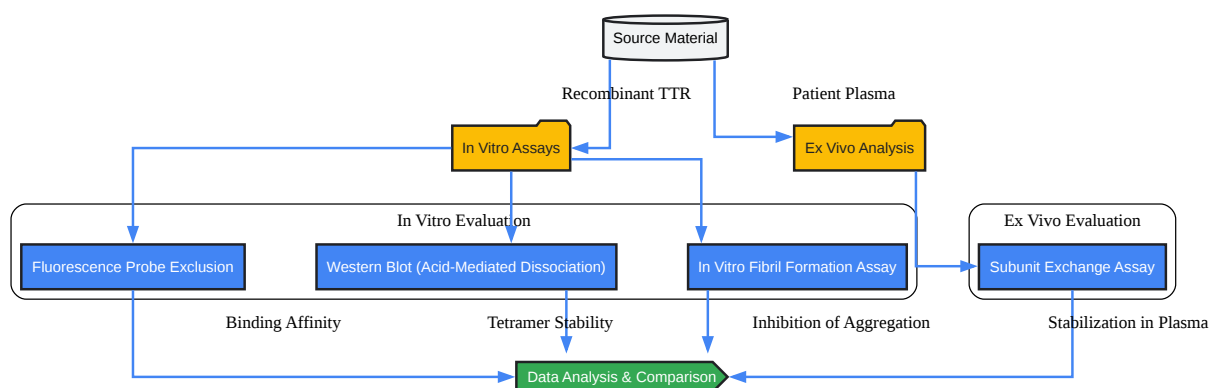 Source Material
Recombinant TTR
Patient Plasma
In Vitro Assays
Ex Vivo Analysis
In Vitro Evaluation
Ex Vivo Evaluation
Fluorescence Probe Exclusion
Western Blot (Acid-Mediated Dissociation)
In Vitro Fibril Formation Assay
Subunit Exchange Assay
Binding Affinity
Tetramer Stability
Inhibition of Aggregation
Stabilization in Plasma
Data Analysis & Comparison